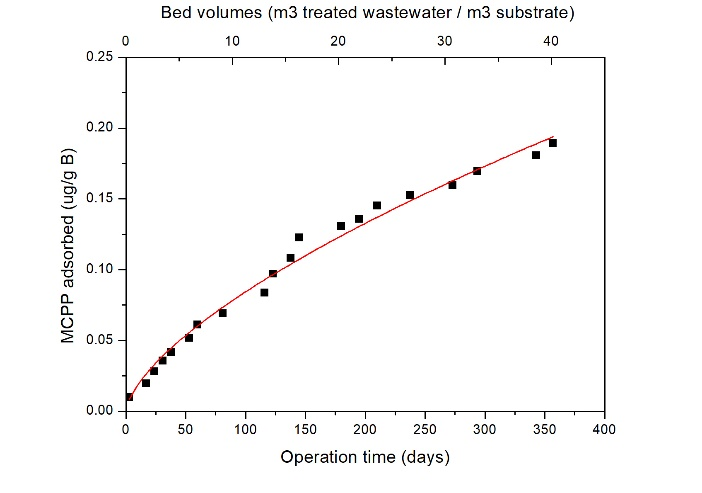 Bed volumes (m3 treated wastewater / m3 substrate)
0 10 20 30 40
0.25
0.20
0.15
0.10
0.05
0.00
MCPP adsorbed (ug/g B)
0 50 100 150 200 250 300 350 400
Operation time (days)